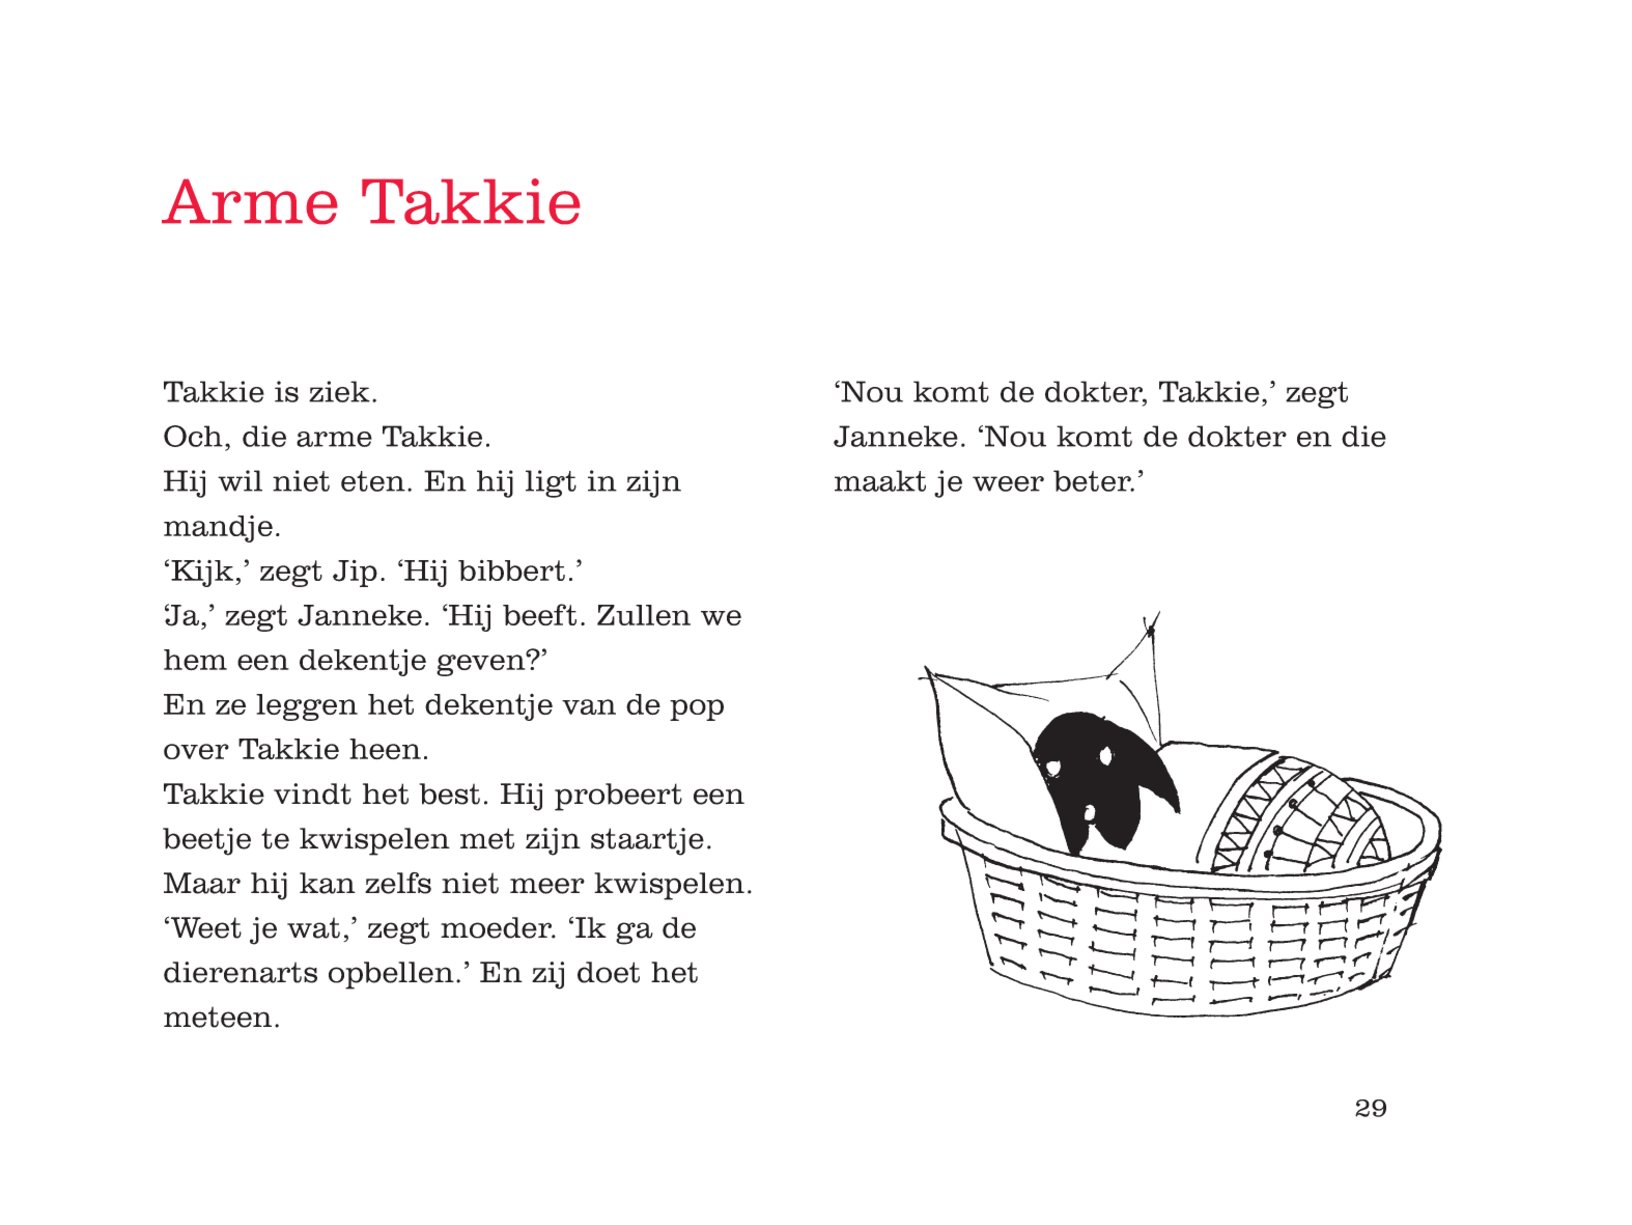 Arme Takkie
Takkie is ziek.
Och, die arme Takkie.
Hij wil niet eten. En hij ligt in zijn
mandje.
‘Kijk,’ zegt Jip. ‘Hij bibbert.’
‘Ja,’ zegt Janneke. ‘Hij beeft. Zullen we
hem een dekentje geven?’
En ze leggen het dekentje van de pop
over Takkie heen.
Takkie vindt het best. Hij probeert een
beetje te kwispelen met zijn staartje.
Maar hij kan zelfs niet meer kwispelen.
‘Weet je wat,’ zegt moeder. ‘Ik ga de
dierenarts opbellen.’ En zij doet het
meteen.
‘Nou komt de dokter, Takkie,’ zegt
Janneke. ‘Nou komt de dokter en die
maakt je weer beter.’
29